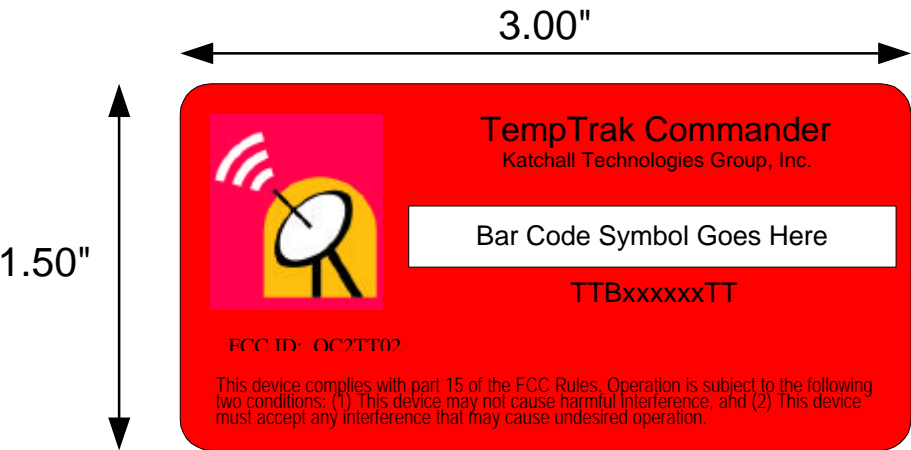 3.00"
TempTrak Commander
Katchall Technologies Group, Inc.
Bar Code Symbol Goes Here
1.50"
TTBxxxxxxTT
FCC ID: OC2TT02
This device complies with part 15 of the FCC Rules. Operation is subject to the following
two conditions: (1) This device may not cause harmful interference, and (2) This device
must accept any interference that may cause undesired operation.